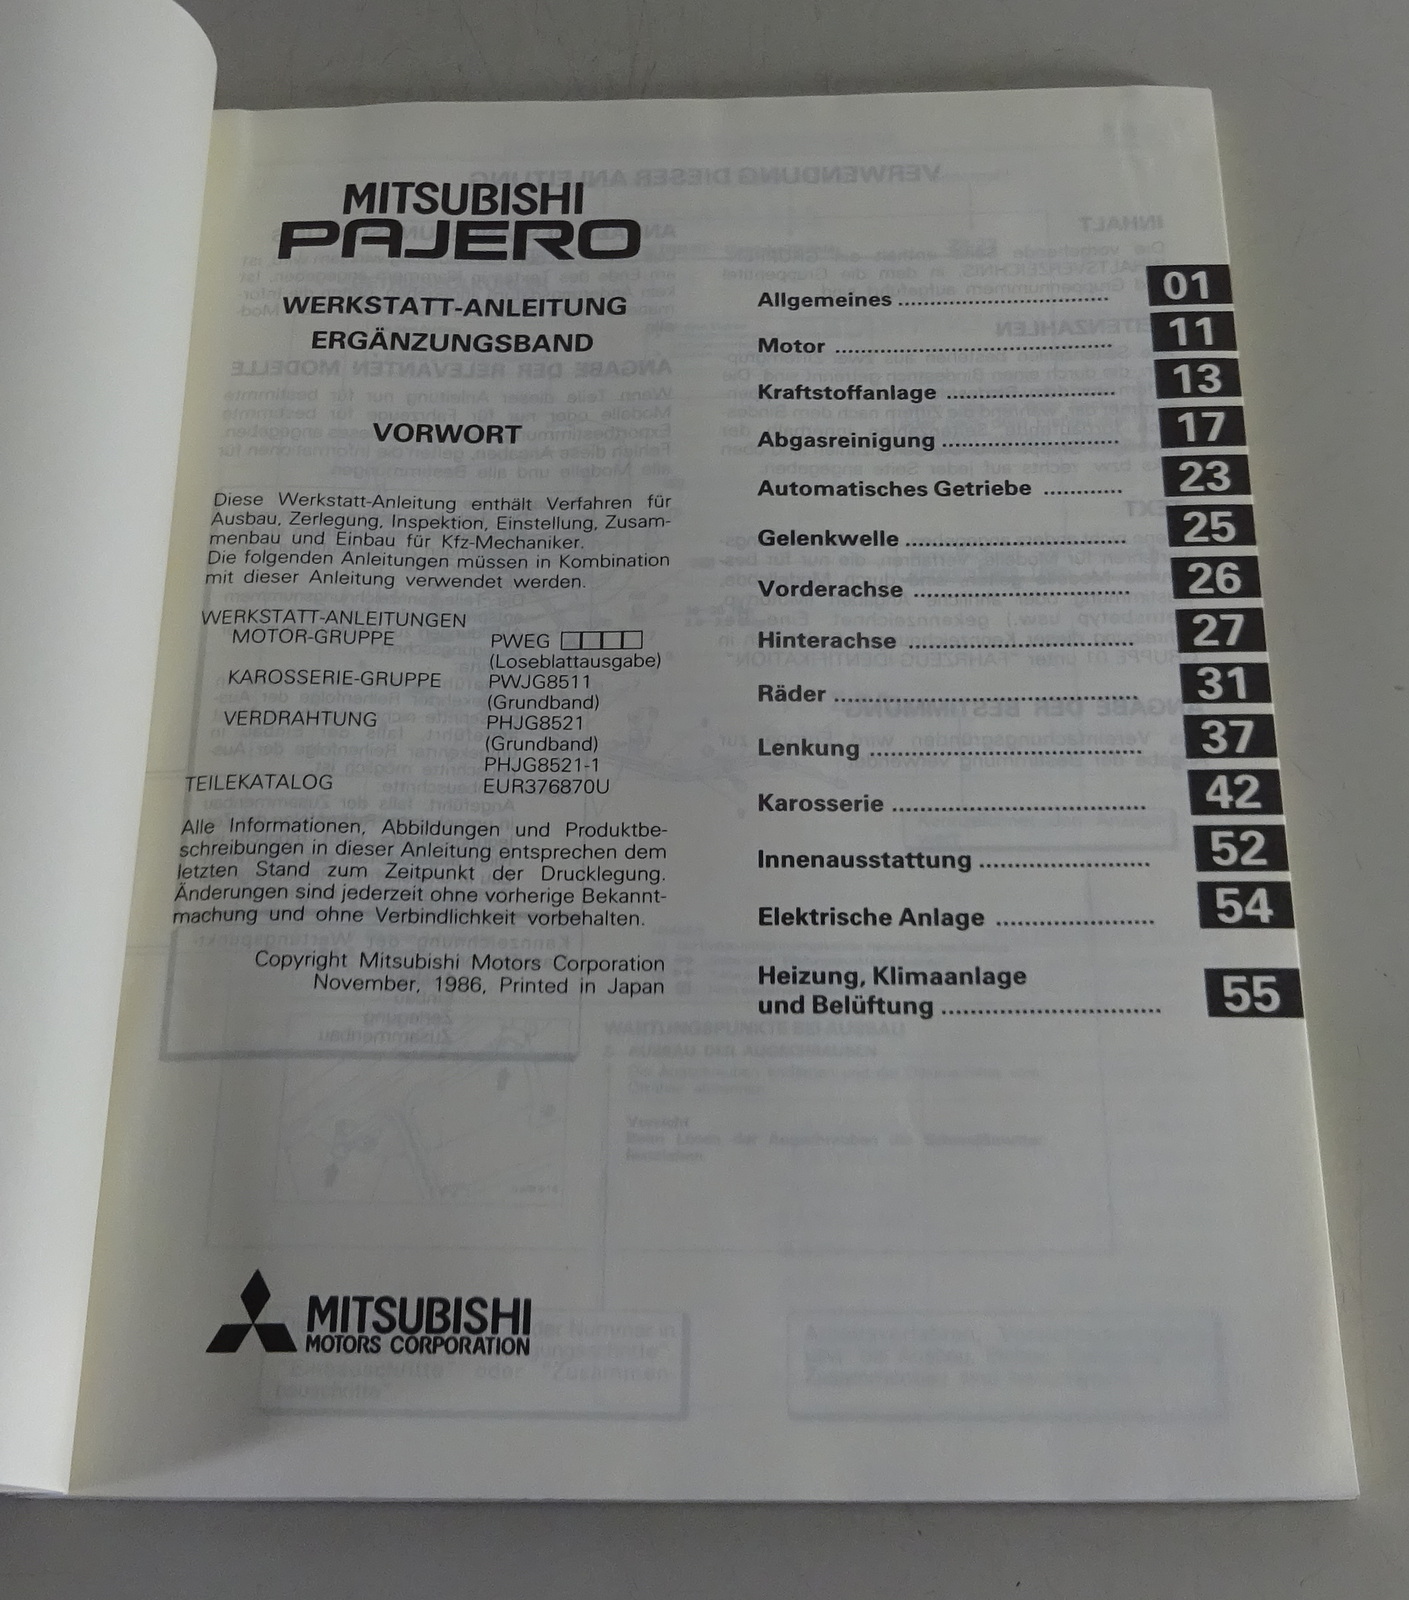 MITSUBISHI
PAJERO
WERKSTATT-ANLEITUNG
ERGÄNZUNGSBAND
VORWORT
Diese Werkstatt-Anleitung enthält Verfahren für
Ausbau, Zerlegung, Inspektion, Einstellung, Zusam-
menbau und Einbau für Kfz-Mechaniker.
Die folgenden Anleitungen müssen in Kombination
mit dieser Anleitung verwendet werden.
WERKSTATT-ANLEITUNGEN
MOTOR-GRUPPE PWEG □□□□
(Loseblattausgabe)
KAROSSERIE-GRUPPE PWJG8511
(Grundband)
VERDRAHTUNG PHJG8521
(Grundband)
PHJG8521-1
TEILEKATALOG EUR376870U
Alle Informationen, Abbildungen und Produktbe-
schreibungen in dieser Anleitung entsprechen dem
letzten Stand zum Zeitpunkt der Drucklegung.
Änderungen sind jederzeit ohne vorherige Bekannt-
machung und ohne Verbindlichkeit vorbehalten.
Copyright Mitsubishi Motors Corporation
November, 1986, Printed in Japan
MITSUBISHI
MOTORS CORPORATION
Allgemeines .......... 01
Motor .......... 11
Kraftstoffanlage .......... 13
Abgasreinigung .......... 17
Automatisches Getriebe .......... 23
Gelenkwelle .......... 25
Vorderachse .......... 26
Hinterachse .......... 27
Räder .......... 31
Lenkung .......... 37
Karosserie .......... 42
Innenausstattung .......... 52
Elektrische Anlage .......... 54
Heizung, Klimaanlage
und Belüftung .......... 55